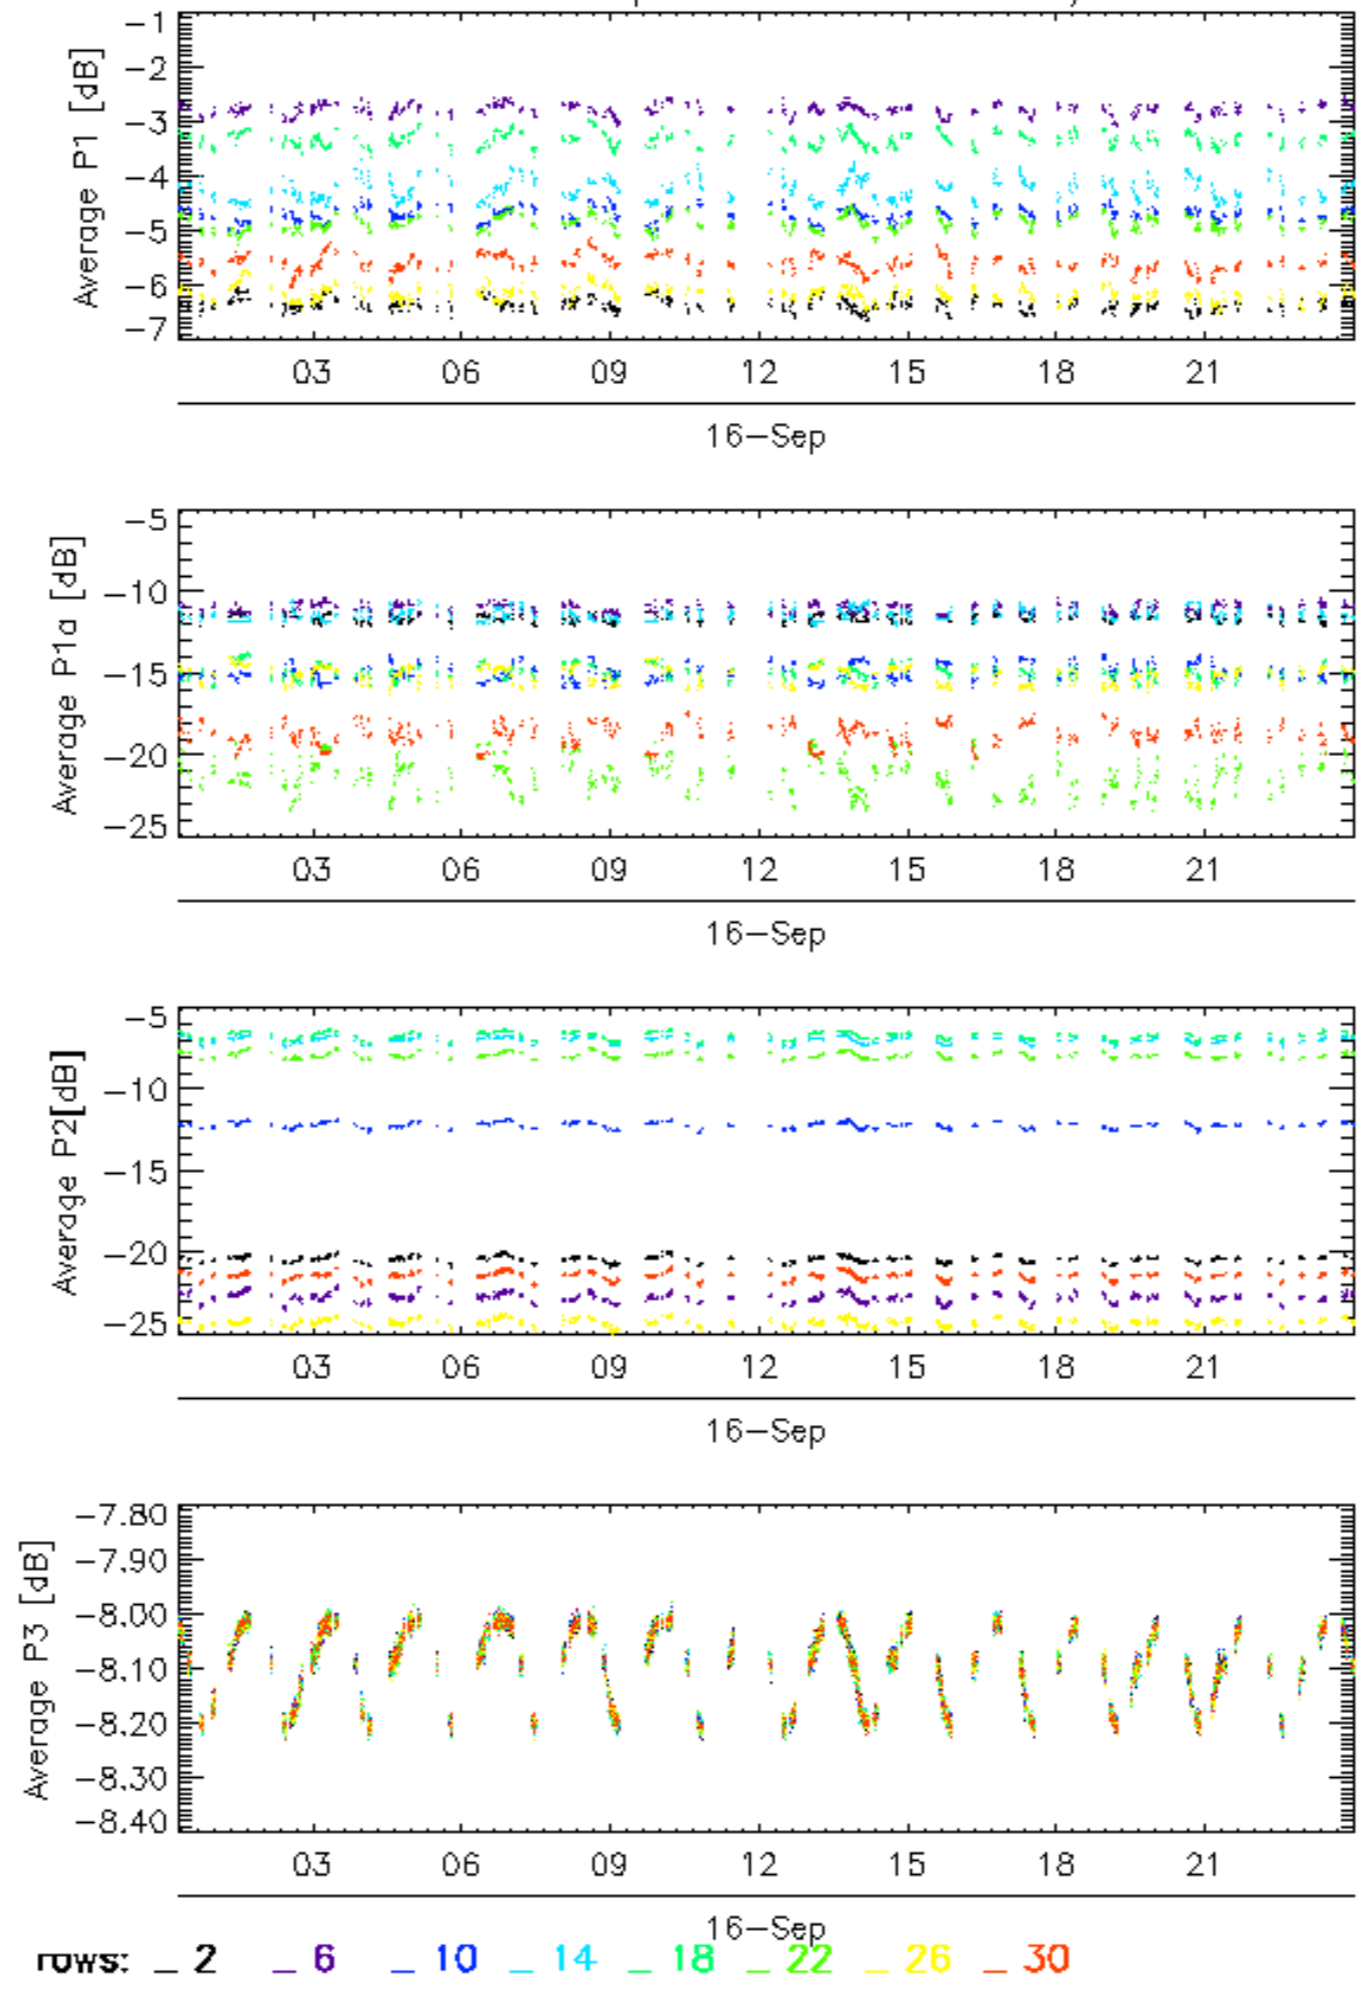 Average P1 [dB]
-1
-2
-3
-4
-5
-6
-7
03 06 09 12 15 18 21
16-Sep
Average P1a [dB]
-5
-10
-15
-20
-25
03 06 09 12 15 18 21
16-Sep
Average P2[dB]
-5
-10
-15
-20
-25
03 06 09 12 15 18 21
16-Sep
Average P3 [dB]
-7.80
-7.90
-8.00
-8.10
-8.20
-8.30
-8.40
03 06 09 12 15 18 21
16-Sep
rows: _ 2 _ 6 _ 10 _ 14 _ 18 _ 22 _ 26 _ 30